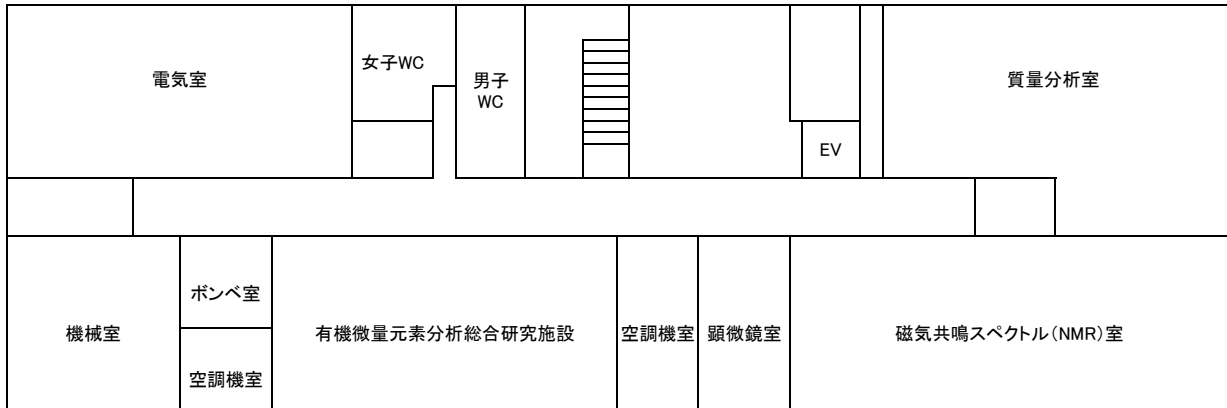 電気室
女子WC
男子
WC
EV
質量分析室
機械室
ボンベ室
空調機室
有機微量元素分析総合研究施設
空調機室
顕微鏡室
磁気共鳴スペクトル(NMR)室